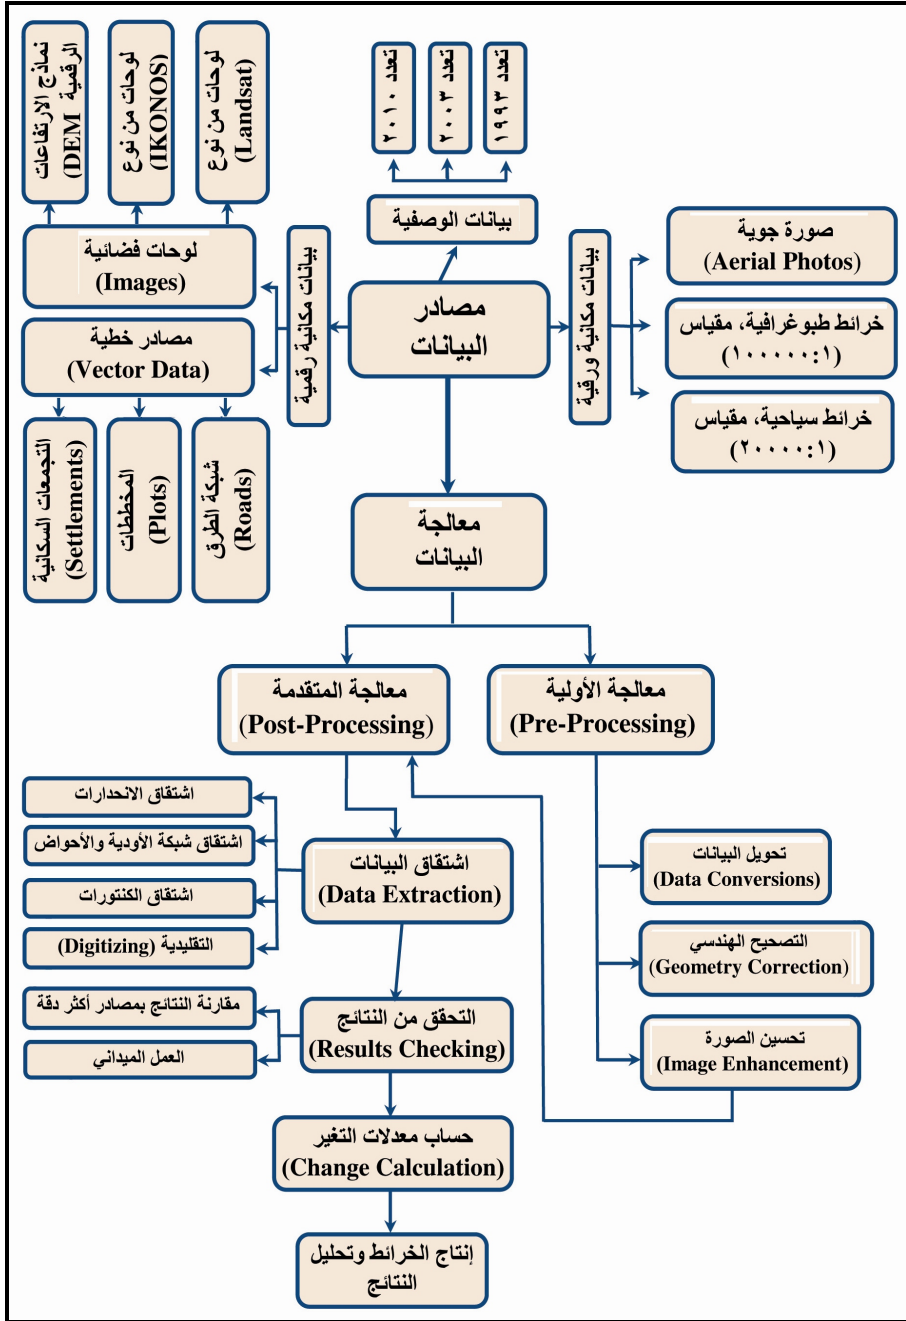 تعدد ١٩٩٣
تعدد ٢٠٠٣
تعدد ٢٠١٠
بيانات الوصفية
لوحات من نوع
(Landsat)
لوحات من نوع
(IKONOS)
نماذج الارتفاعات
الرقمية DEM)
لوحات فضائية
(Images)
مصادر خطية
(Vector Data)
شبكة الطرق
(Roads)
المخططات
(Plots)
التجمعات السكانية
(Settlements)
بيانات مكانية رقمية
مصادر
البيانات
بيانات مكانية ورقية
صورة جوية
(Aerial Photos)
خرائط طبوغرافية، مقياس
(١:١٠٠٠٠٠)
خرائط سياحية، مقياس
(١:٢٠٠٠٠)
معالجة
البيانات
معالجة الأولية
(Pre-Processing)
معالجة المتقدمة
(Post-Processing)
تحويل البيانات
(Data Conversions)
التصحيح الهندسي
(Geometry Correction)
تحسين الصورة
(Image Enhancement)
اشتقاق البيانات
(Data Extraction)
اشتقاق الانحدارات
اشتقاق شبكة الأودية والأحواض
اشتقاق الكنتورات
التقليدية (Digitizing)
التحقق من النتائج
(Results Checking)
مقارنة النتائج بمصادر أكثر دقة
العمل الميداني
حساب معدلات التغير
(Change Calculation)
إنتاج الخرائط وتحليل
النتائج